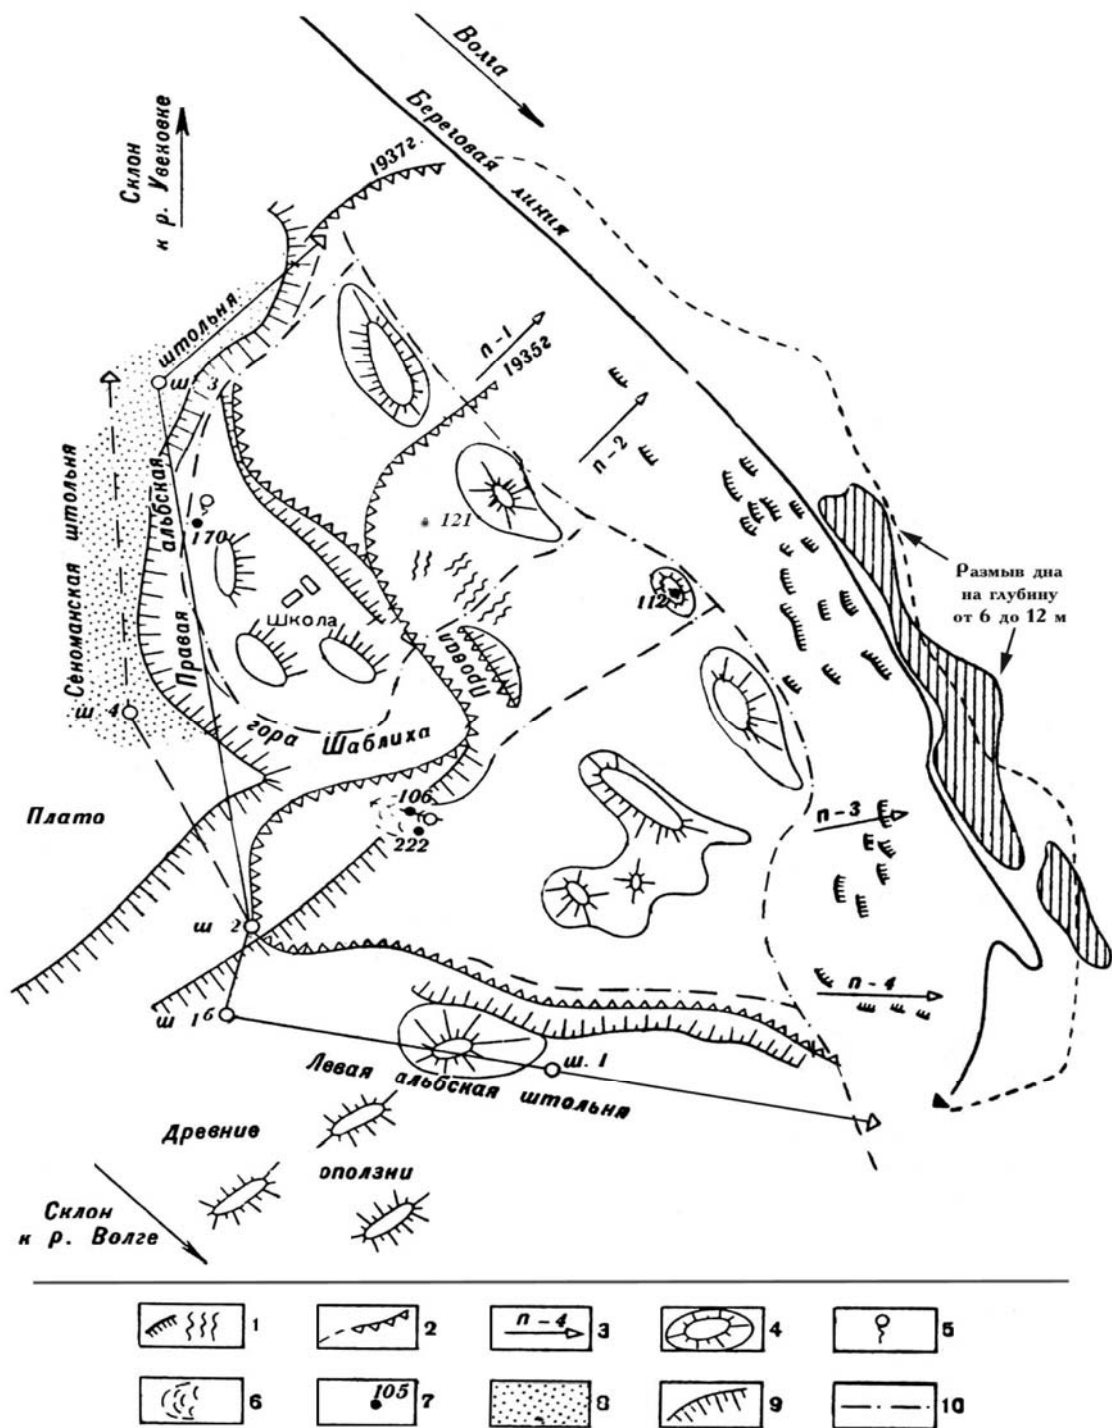 Волга
Береговая
линия
Склон
к р. Увековке
1937г
штольня
п-1
1935г
п-2
ш 3
Сеноманская штольня
Правая альбская
170
121
112
Школа
Провал
Размыв дна
на глубину
от 6 до 12 м
ш 4
гора Шаблиха
Плато
106
222
п-3
ш 2
п-4
ш 1б
ш. 1
Левая альбская штольня
Древние
оползни
Склон
к р. Волге
1
2
п-4 3
4
5
6
105 7
8
9
10